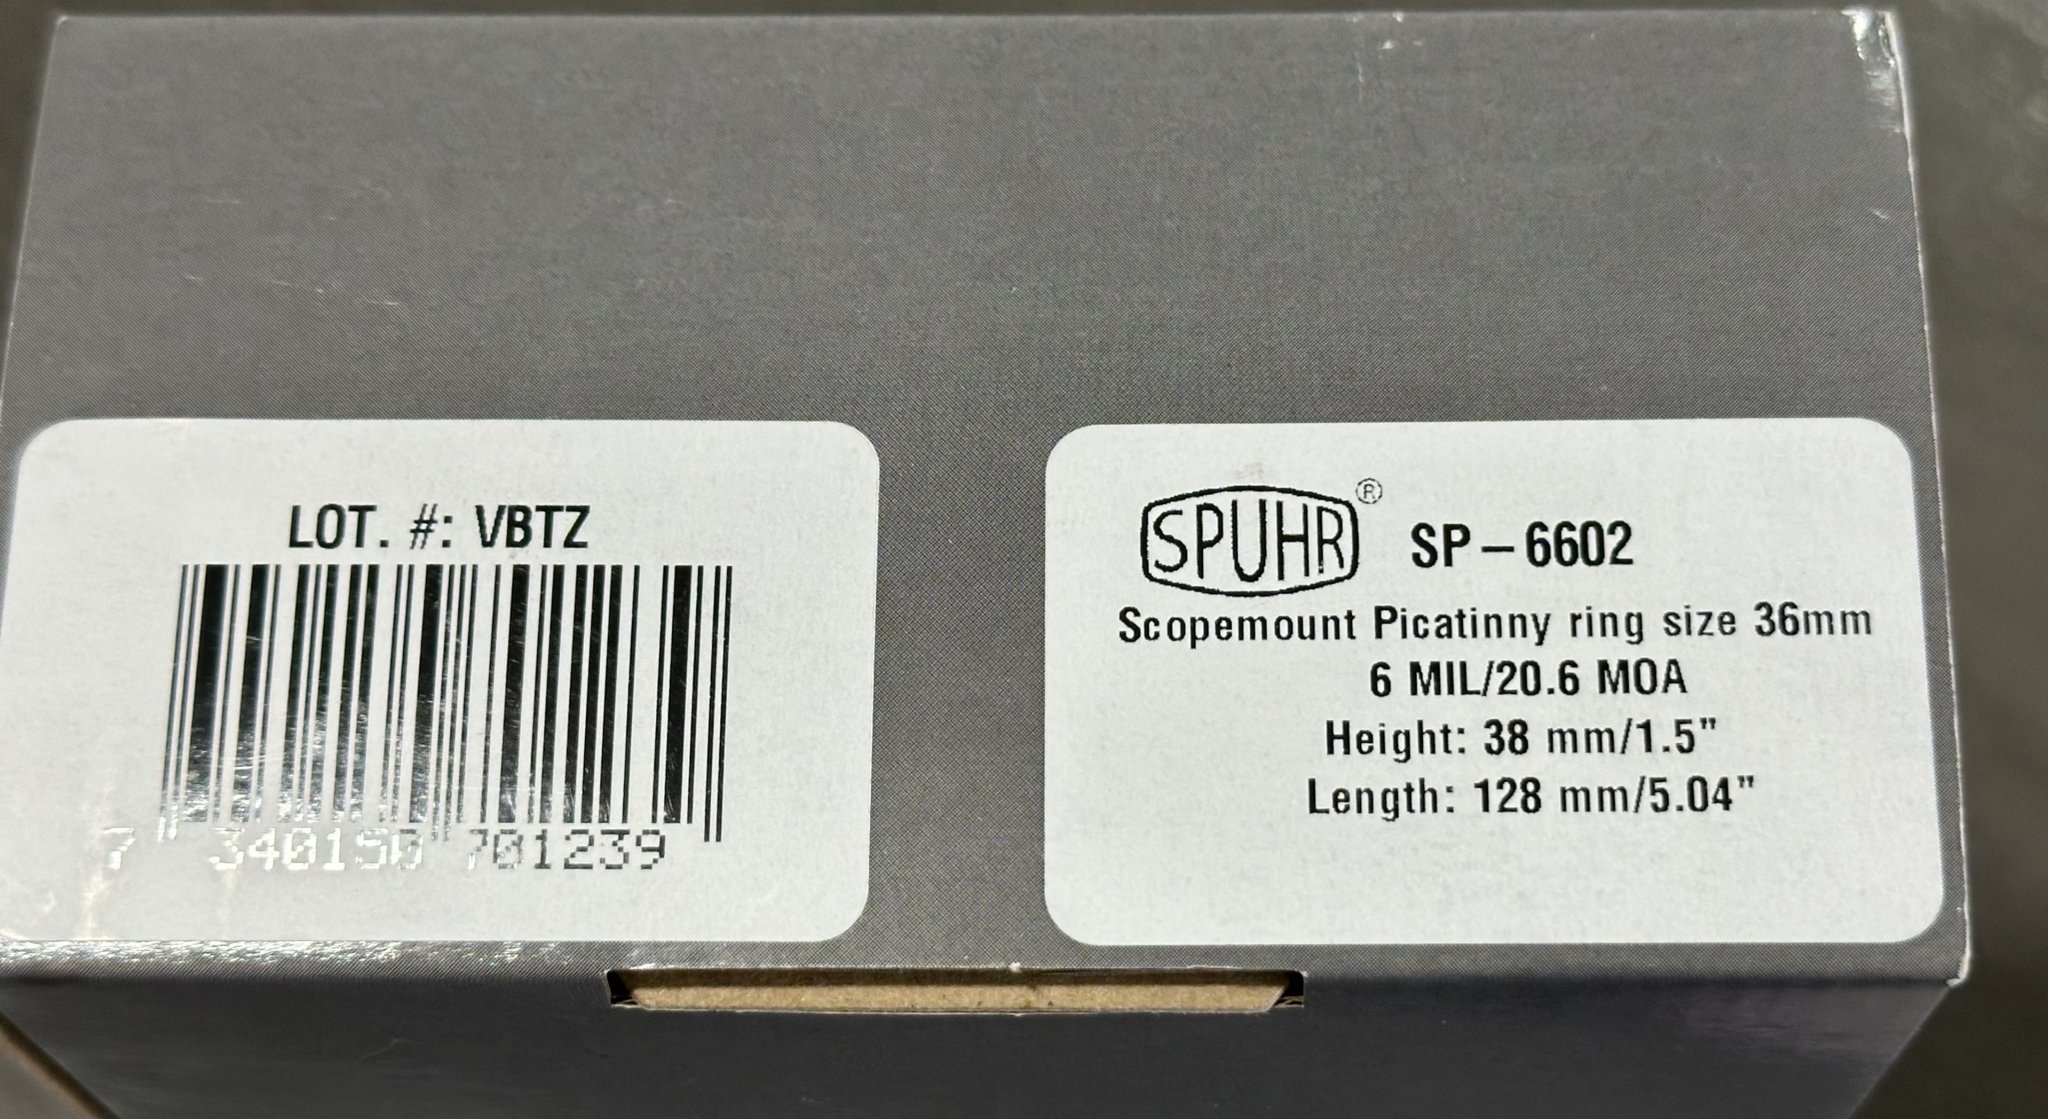 LOT. #: VBTZ
7 340150 701239
SPUHR® SP-6602
Scopemount Picatinny ring size 36mm
6 MIL/20.6 MOA
Height: 38 mm/1.5"
Length: 128 mm/5.04"